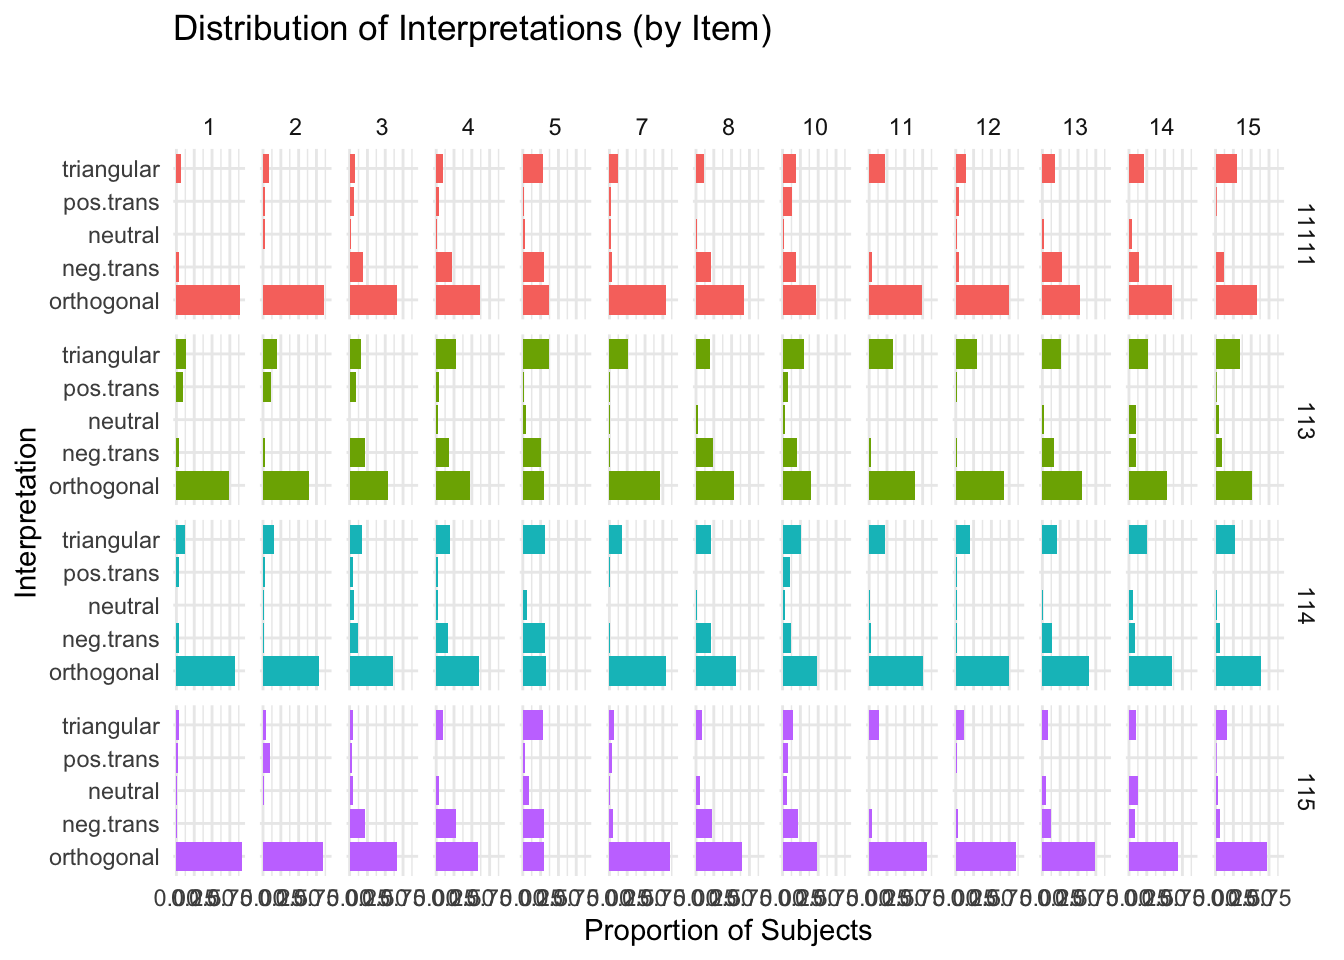 Distribution of Interpretations (by Item)
1 2 3 4 5 7 8 10 11 12 13 14 15
triangular
pos.trans
neutral
neg.trans
orthogonal
11111
triangular
pos.trans
neutral
neg.trans
orthogonal
113
triangular
pos.trans
neutral
neg.trans
orthogonal
114
triangular
pos.trans
neutral
neg.trans
orthogonal
115
Interpretation
Proportion of Subjects